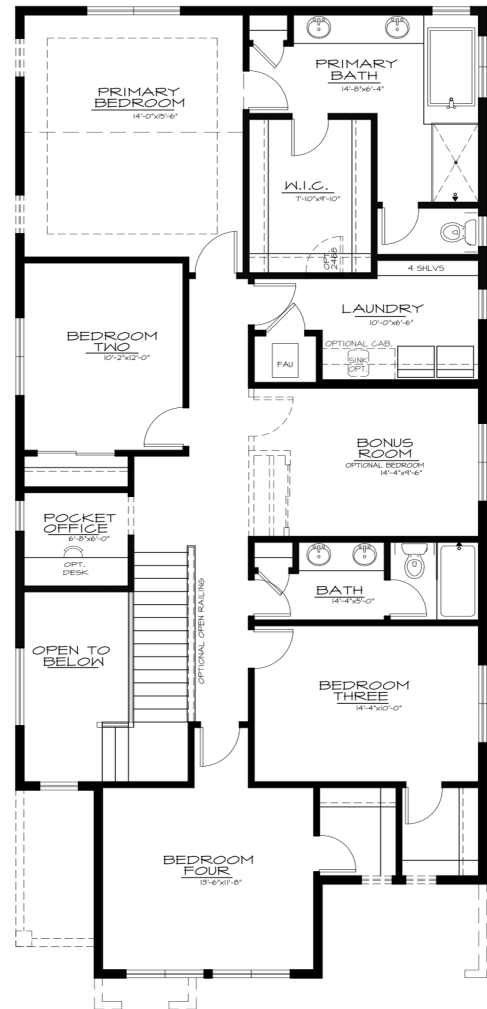 PRIMARY
BEDROOM
14'-0"x15'-6"
PRIMARY
BATH
14'-8"x6'-4"
W.I.C.
7'-10"x9'-10"
OPT.
2468
4 SHLVS
LAUNDRY
10'-0"x6'-6"
OPTIONAL CAB.
SINK
OPT.
FAU
BEDROOM
TWO
10'-2"x12'-0"
BONUS
ROOM
OPTIONAL BEDROOM
14'-4"x9'-6"
POCKET
OFFICE
6'-8"x6'-0"
OPT.
DESK
BATH
14'-4"x5'-0"
OPTIONAL OPEN RAILING
OPEN TO
BELOW
BEDROOM
THREE
14'-4"x10'-0"
BEDROOM
FOUR
13'-6"x11'-8"